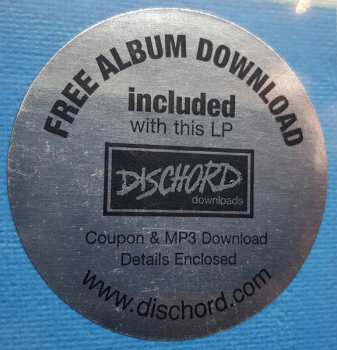 FREE ALBUM DOWNLOAD
included
with this LP
DISCHORD
downloads
Coupon & MP3 Download
Details Enclosed
www.dischord.com